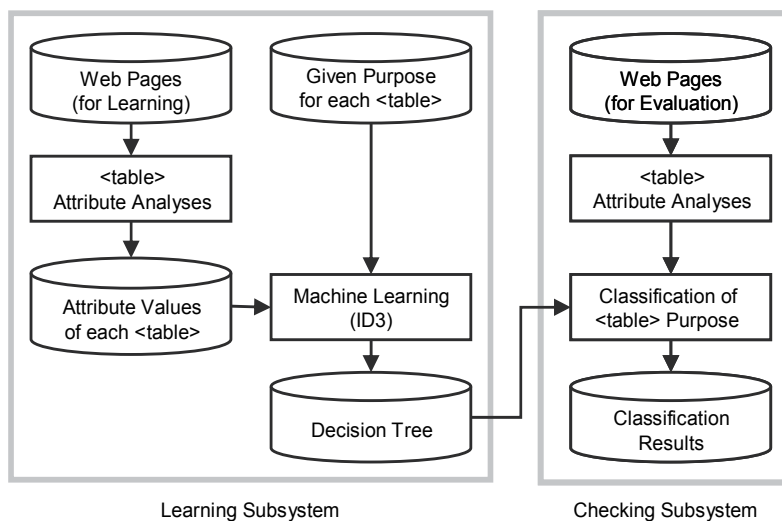 Web Pages
(for Learning)
Given Purpose
for each <table>
<table>
Attribute Analyses
Attribute Values
of each <table>
Machine Learning
(ID3)
Decision Tree
Learning Subsystem
Web Pages
(for Evaluation)
<table>
Attribute Analyses
Classification of
<table> Purpose
Classification
Results
Checking Subsystem